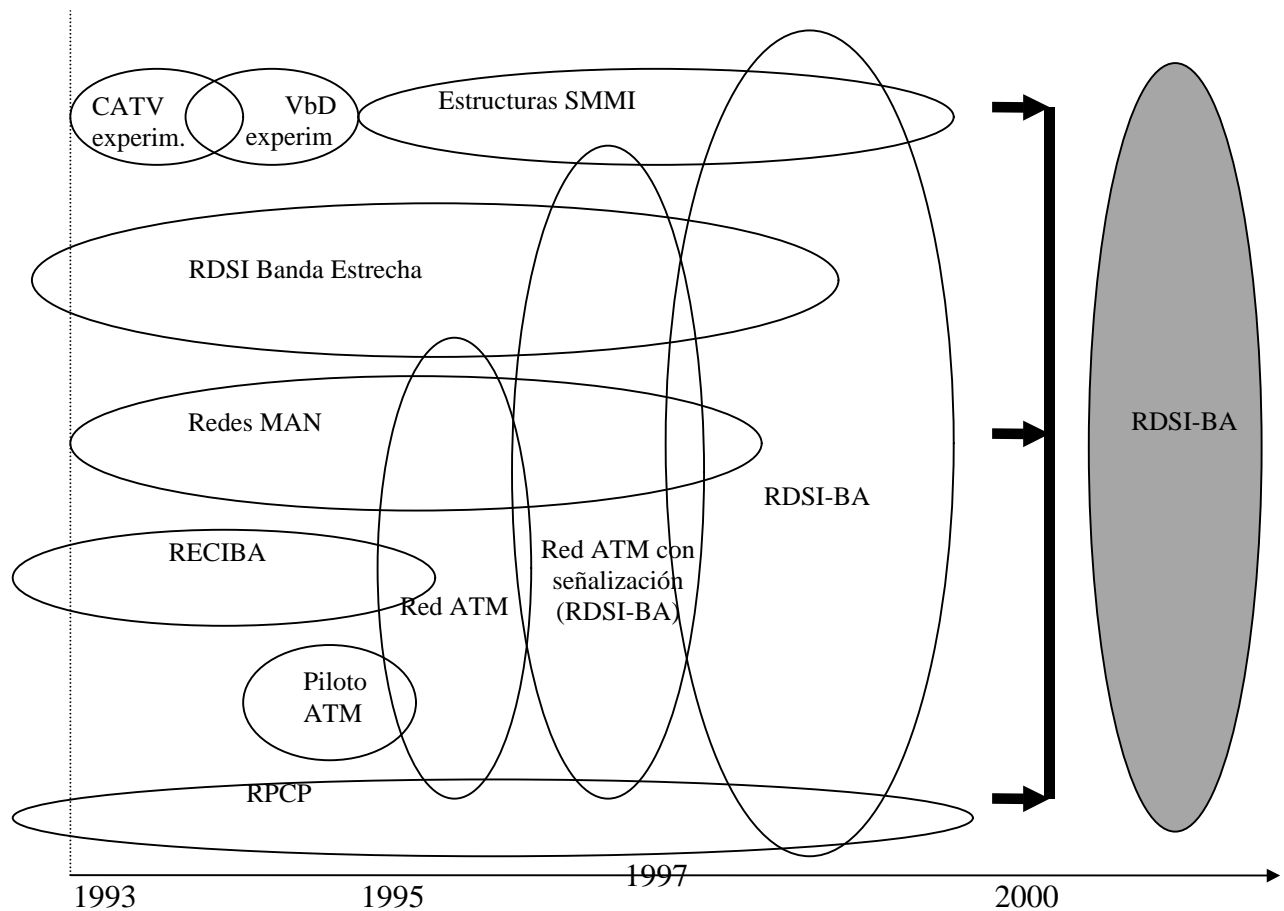 CATV
experim.
VbD
experim
Estructuras SMMI
RDSI Banda Estrecha
Redes MAN
RDSI-BA
RDSI-BA
RECIBA
Red ATM con
señalización
(RDSI-BA)
Red ATM
Piloto
ATM
RPCP
1993
1995
1997
2000